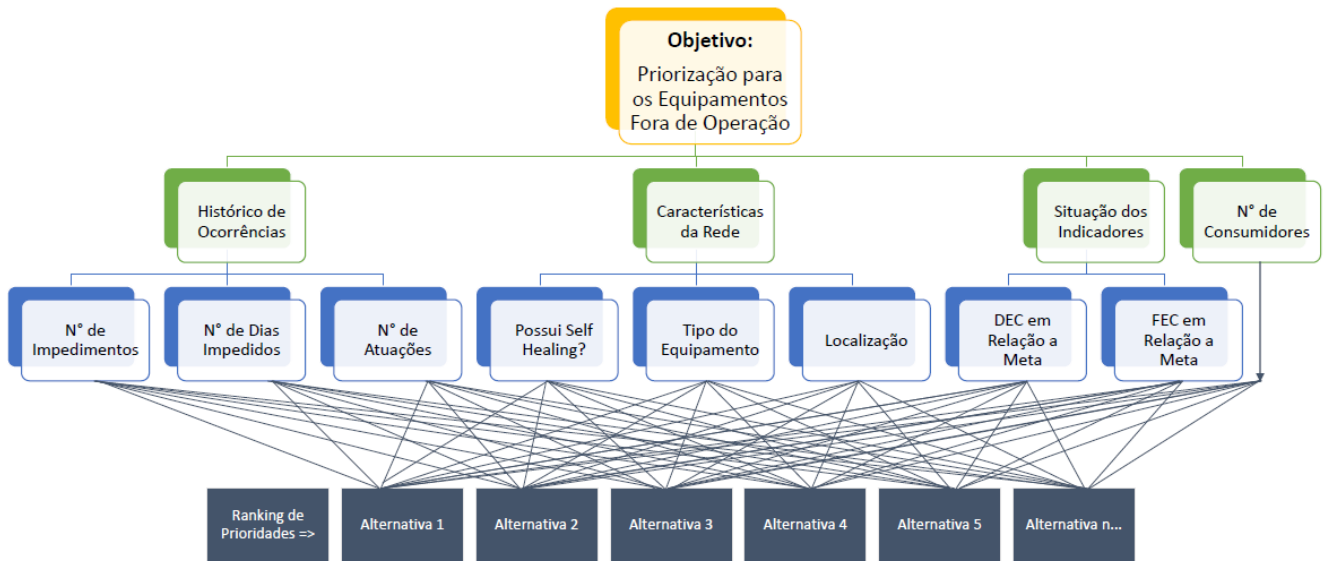 Objetivo:
Priorização para
os Equipamentos
Fora de Operação
Histórico de
Ocorrências
Características
da Rede
Situação dos
Indicadores
N° de
Consumidores
N° de
Impedimentos
N° de Dias
Impedidos
N° de
Atuações
Possui Self
Healing?
Tipo do
Equipamento
Localização
DEC em
Relação a
Meta
FEC em
Relação a
Meta
Ranking de
Prioridades =>
Alternativa 1
Alternativa 2
Alternativa 3
Alternativa 4
Alternativa 5
Alternativa n...